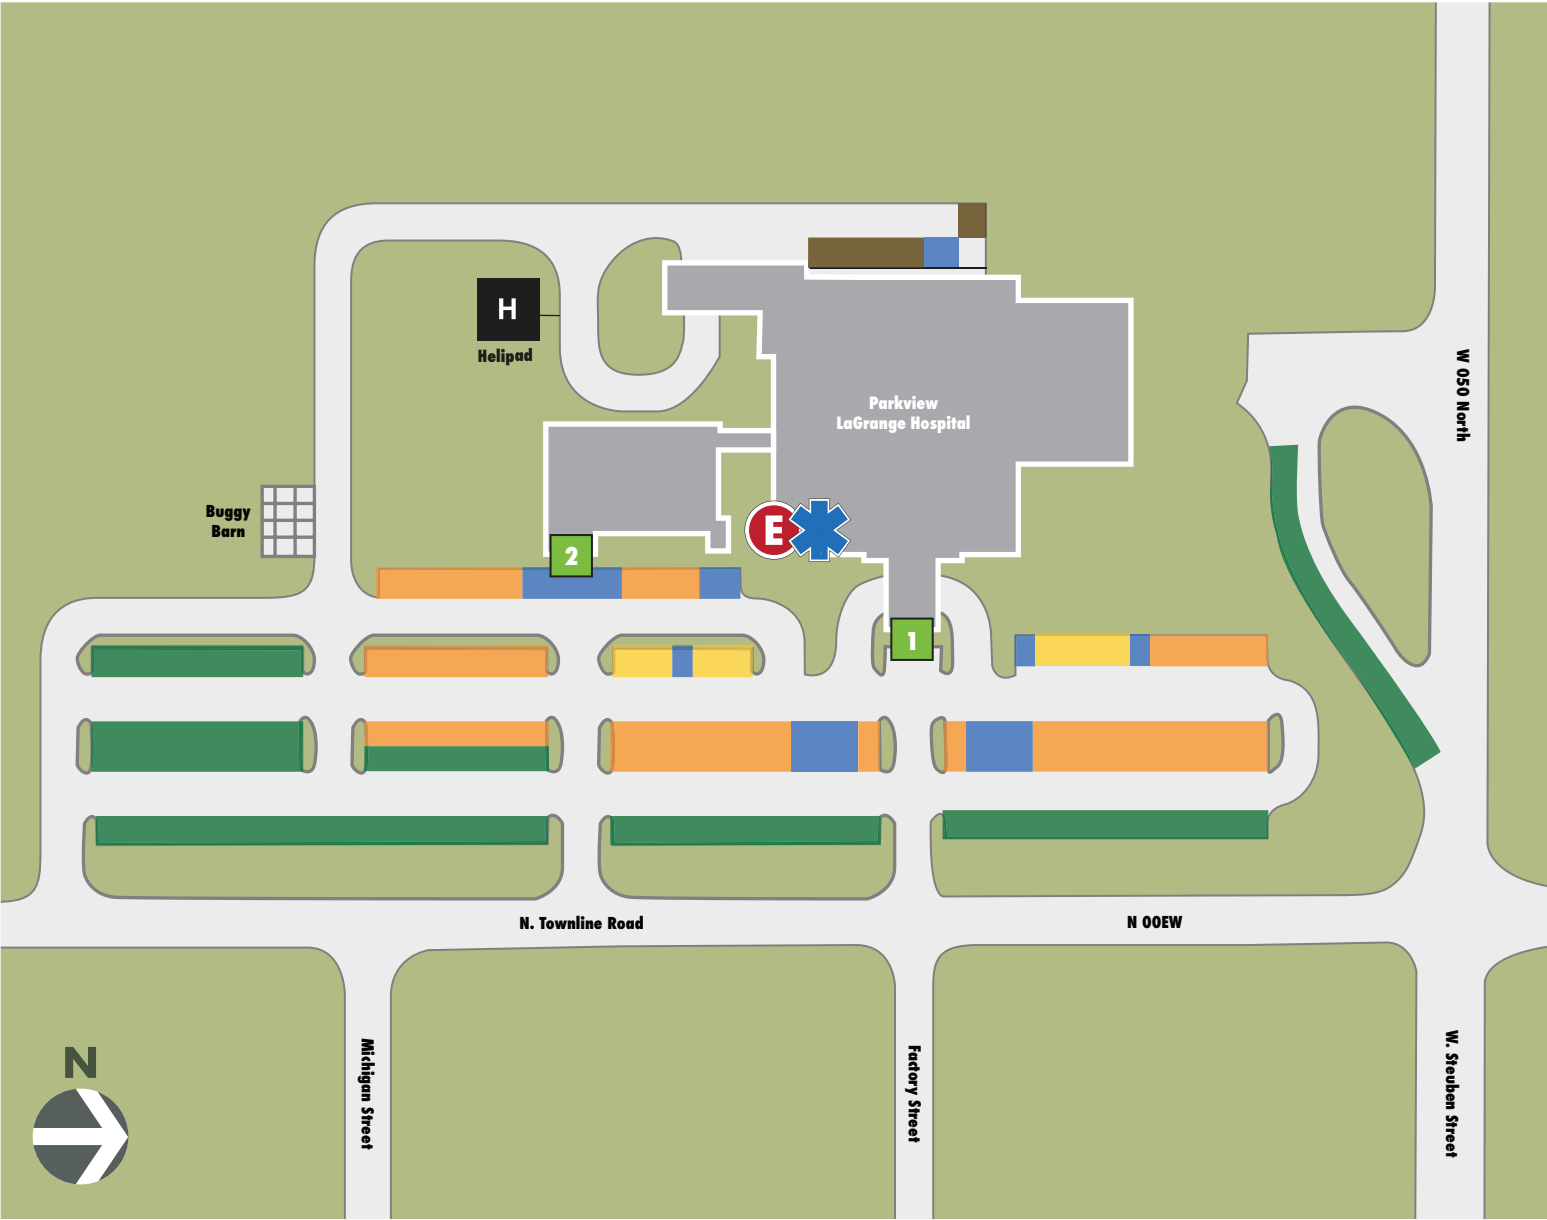 H
Helipad
Parkview
LaGrange Hospital
W 050 North
Buggy
Barn
E
2
1
N. Townline Road
N 00EW
N
Michigan Street
Factory Street
W. Steuben Street